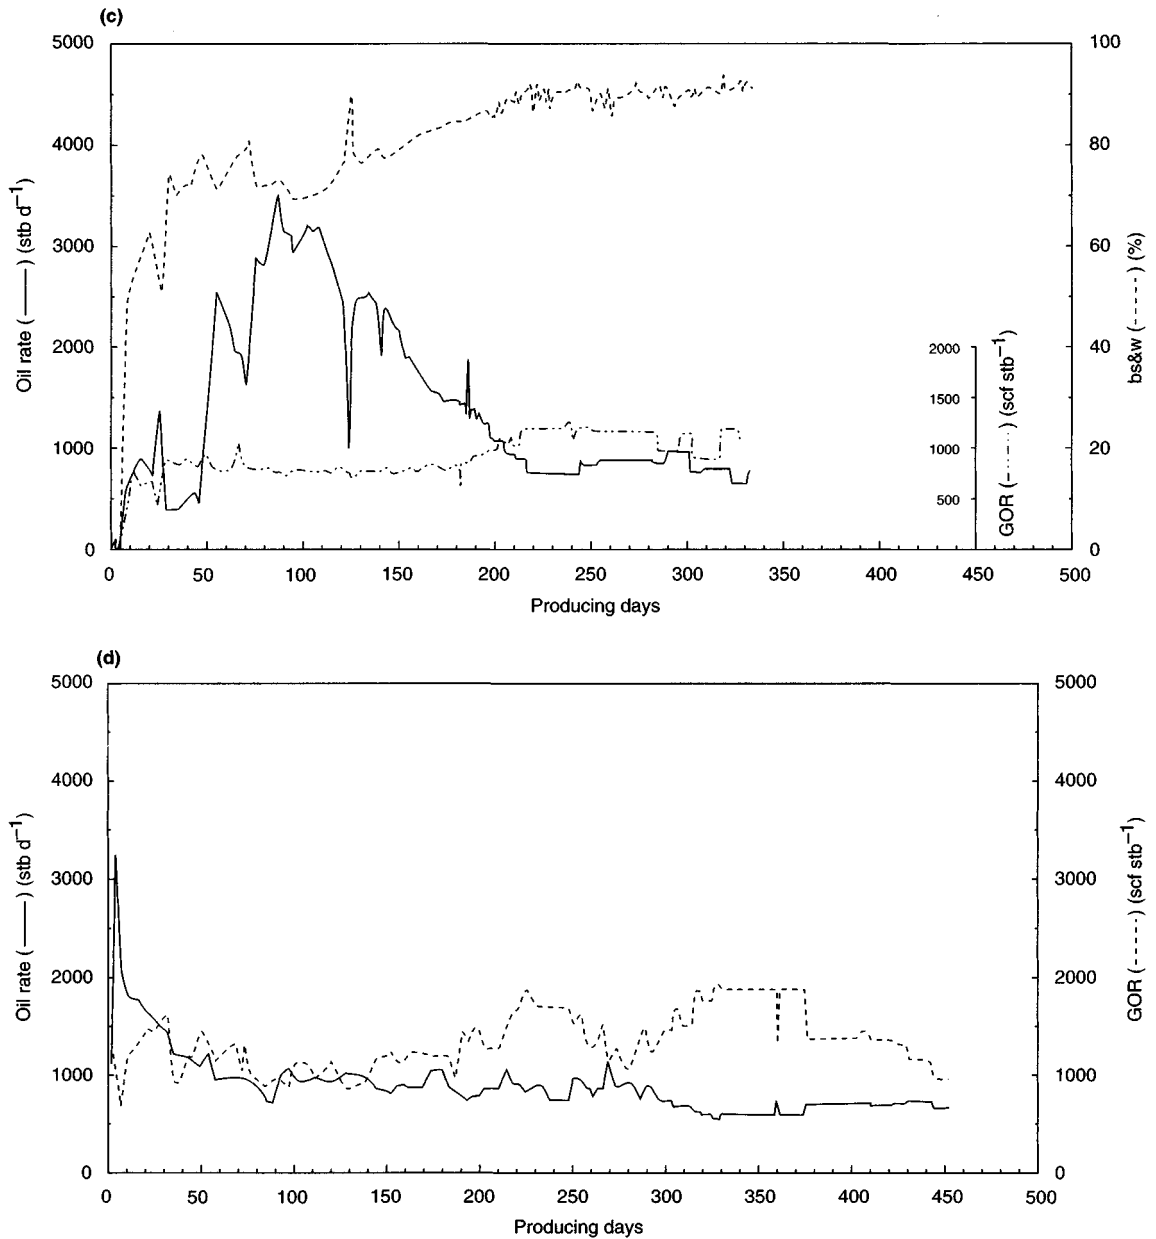 (c)
5000
4000
3000
2000
1000
0
Oil rate ( —— ) (stb d−1)
100
80
60
40
20
0
bs&w ( ----- ) (%)
2000
1500
1000
500
GOR ( —··—··— ) (scf stb−1)
0 50 100 150 200 250 300 350 400 450 500
Producing days
(d)
5000
4000
3000
2000
1000
0
Oil rate ( —— ) (stb d−1)
5000
4000
3000
2000
1000
0
GOR ( ----- ) (scf stb−1)
0 50 100 150 200 250 300 350 400 450 500
Producing days